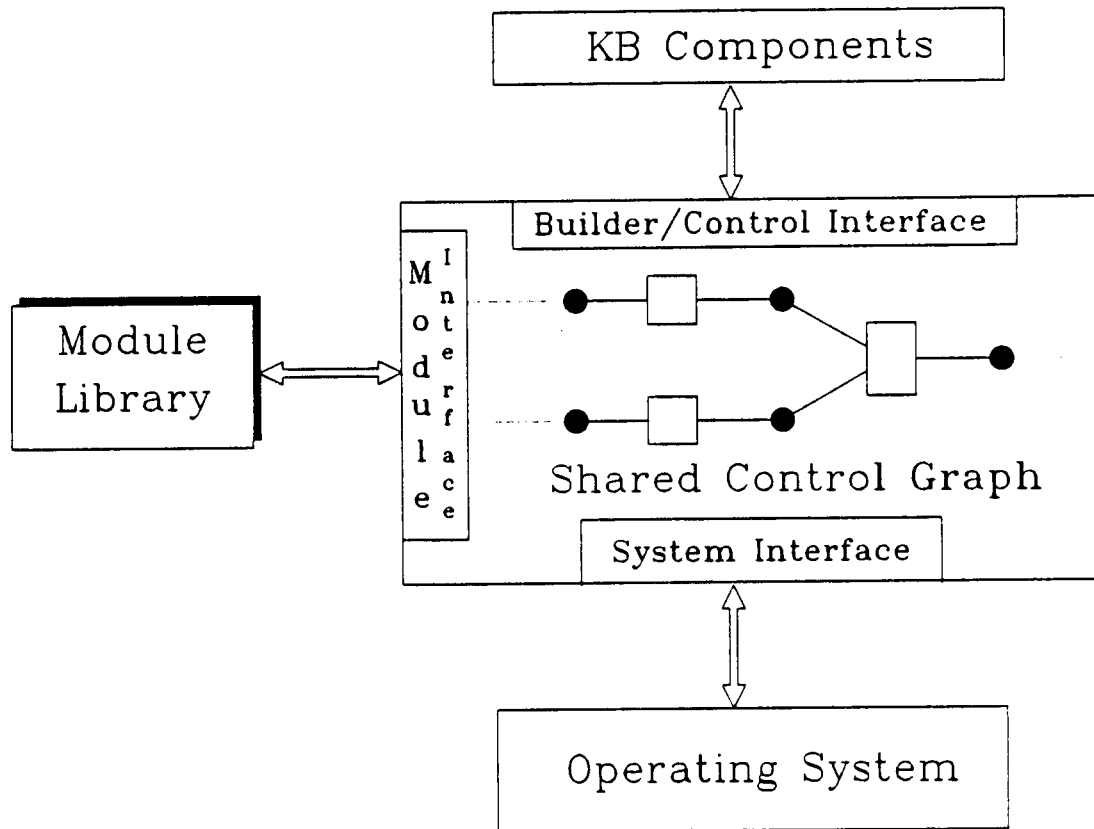 KB Components
Builder/Control Interface
Module
Interface
Module
Library
Shared Control Graph
System Interface
Operating System